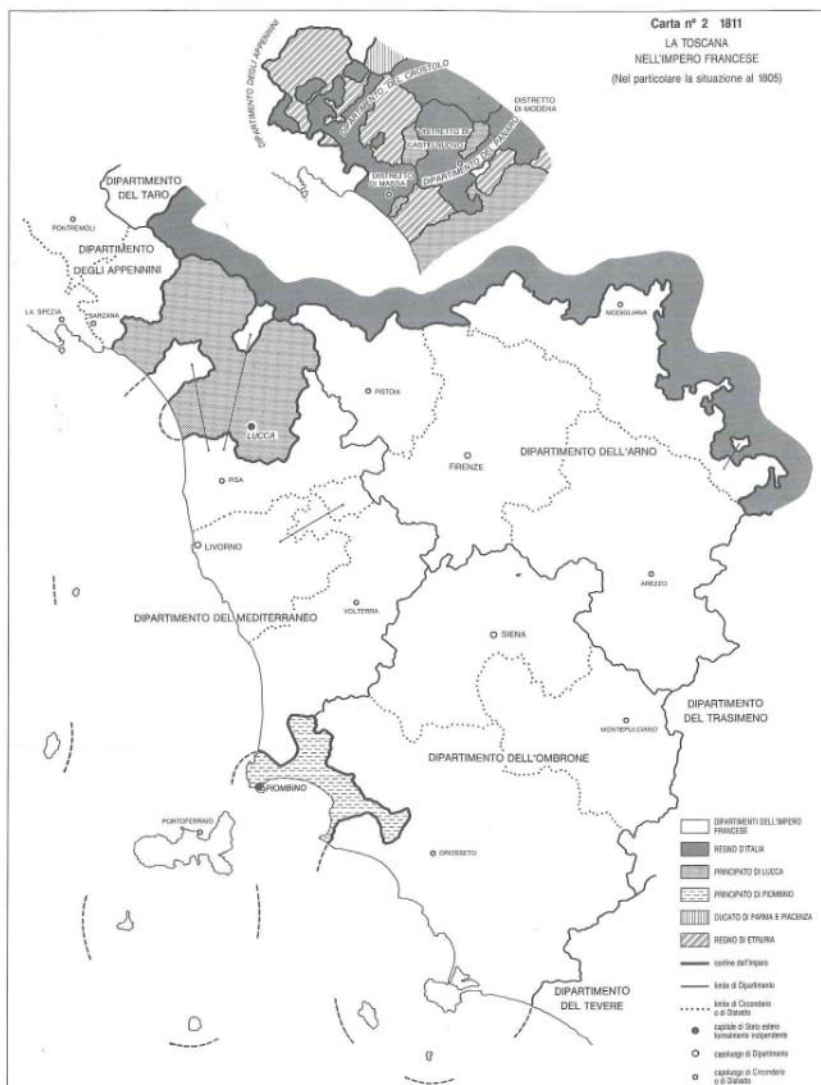 Carta n° 2 1811
LA TOSCANA
NELL'IMPERO FRANCESE
(Nel particolare la situazione al 1805)
DIPARTIMENTO DEGLI APPENNINI
DIPARTIMENTO DEL CROSTOLO
DISTRETTO
DI MODENA
DISTRETTO DI
CASTELNUOVO
DIPARTIMENTO DEL PANARO
DISTRETTO
DI MASSA
DIPARTIMENTO
DEL TARO
PONTREMOLI
DIPARTIMENTO
DEGLI APPENNINI
LA SPEZIA
SARZANA
MODIGLIANA
PISTOIA
LUCCA
DIPARTIMENTO DELL'ARNO
FIRENZE
PISA
LIVORNO
AREZZO
VOLTERRA
DIPARTIMENTO DEL MEDITERRANEO
SIENA
DIPARTIMENTO
DEL TRASIMENO
MONTEPULCIANO
DIPARTIMENTO DELL'OMBRONE
PIOMBINO
PORTOFERRAIO
GROSSETO
DIPARTIMENTO
DEL TEVERE
DIPARTIMENTI DELL'IMPERO
FRANCESE
REGNO D'ITALIA
PRINCIPATO DI LUCCA
PRINCIPATO DI PIOMBINO
DUCATO DI PARMA E PIACENZA
REGNO DI ETRURIA
confine dell'Impero
limite di Dipartimento
limite di Circondario
o di Distretto
capitale di Stato estero
formalmente indipendente
capoluogo di Dipartimento
capoluogo di Circondario
o di Distretto